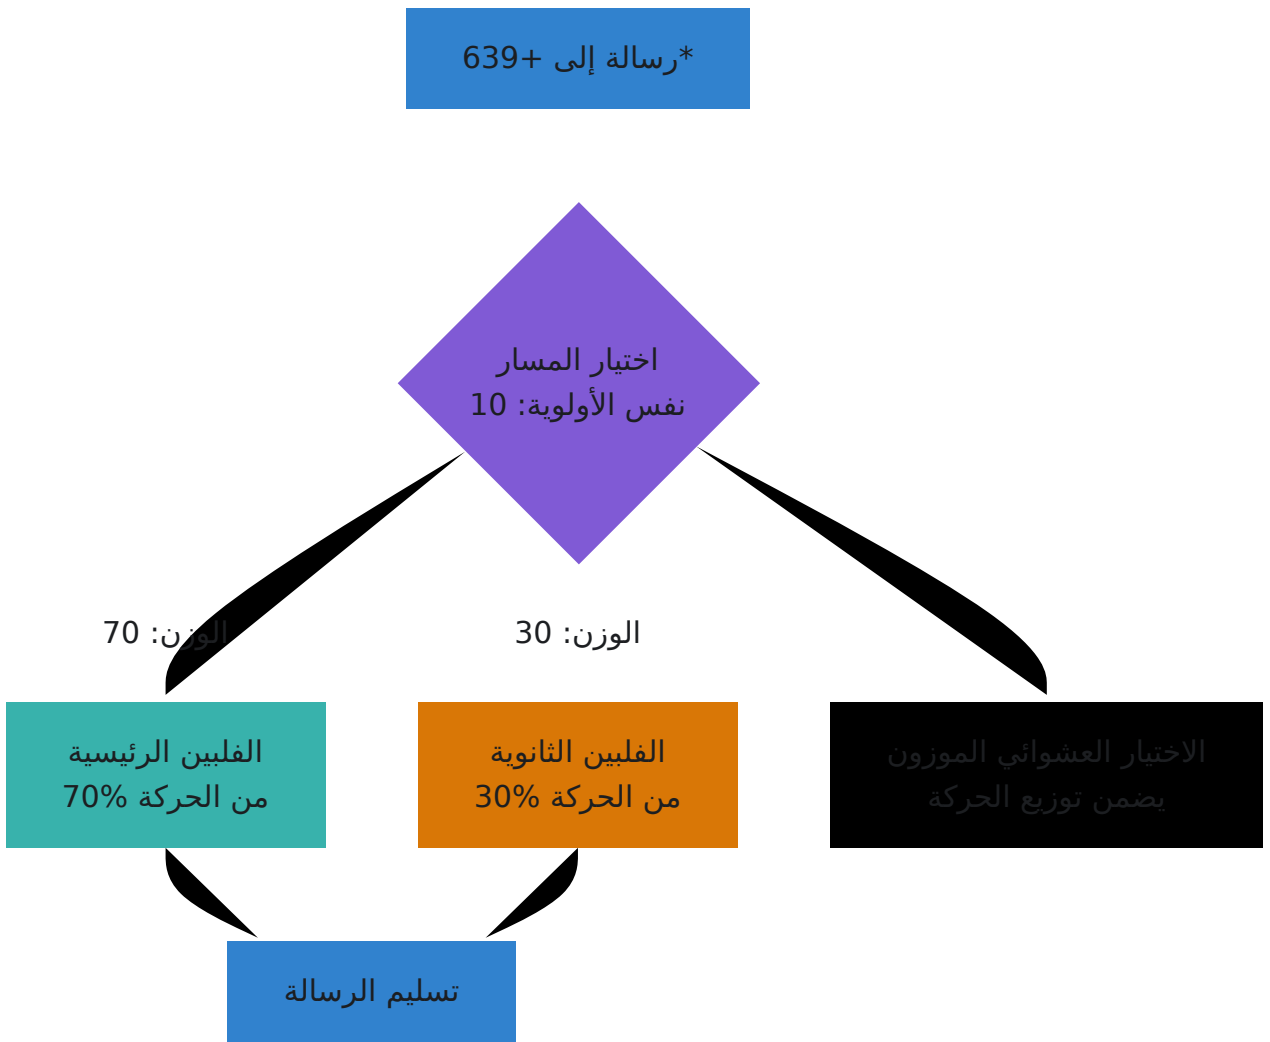 رسالة إلى +639*
اختيار المسار
نفس الأولوية: 10
الوزن: 70
الوزن: 30
الفلبين الرئيسية
70% من الحركة
الفلبين الثانوية
30% من الحركة
الاختيار العشوائي الموزون
يضمن توزيع الحركة
تسليم الرسالة